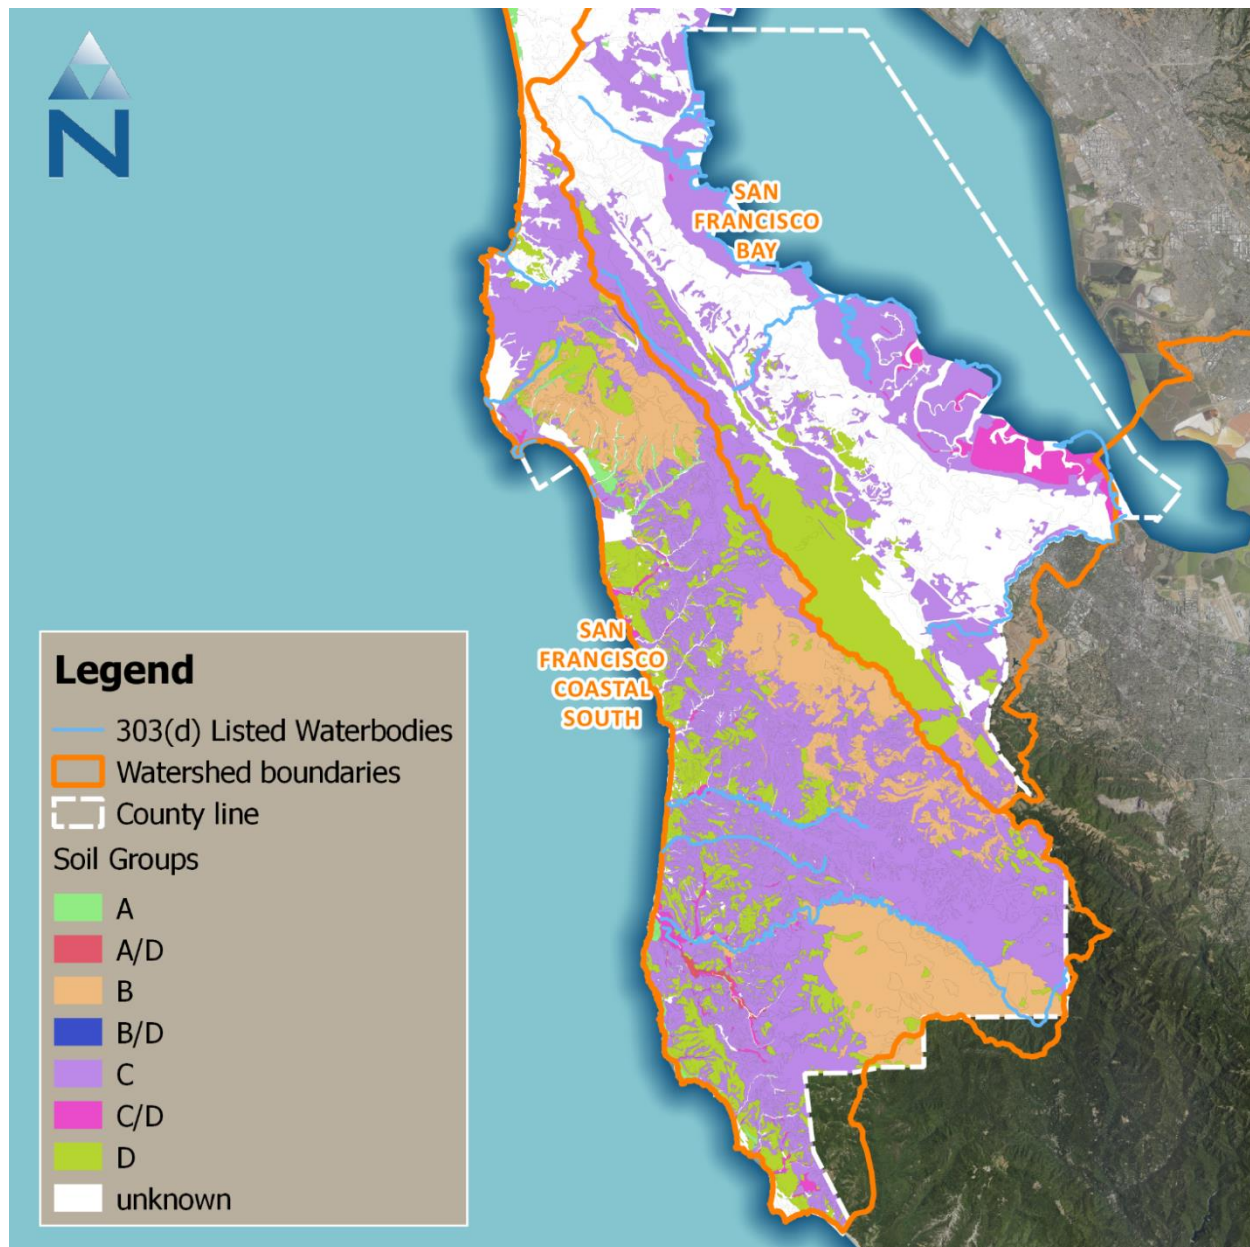 N
SAN
FRANCISCO
BAY
SAN
FRANCISCO
COASTAL
SOUTH
Legend
303(d) Listed Waterbodies
Watershed boundaries
County line
Soil Groups
A
A/D
B
B/D
C
C/D
D
unknown